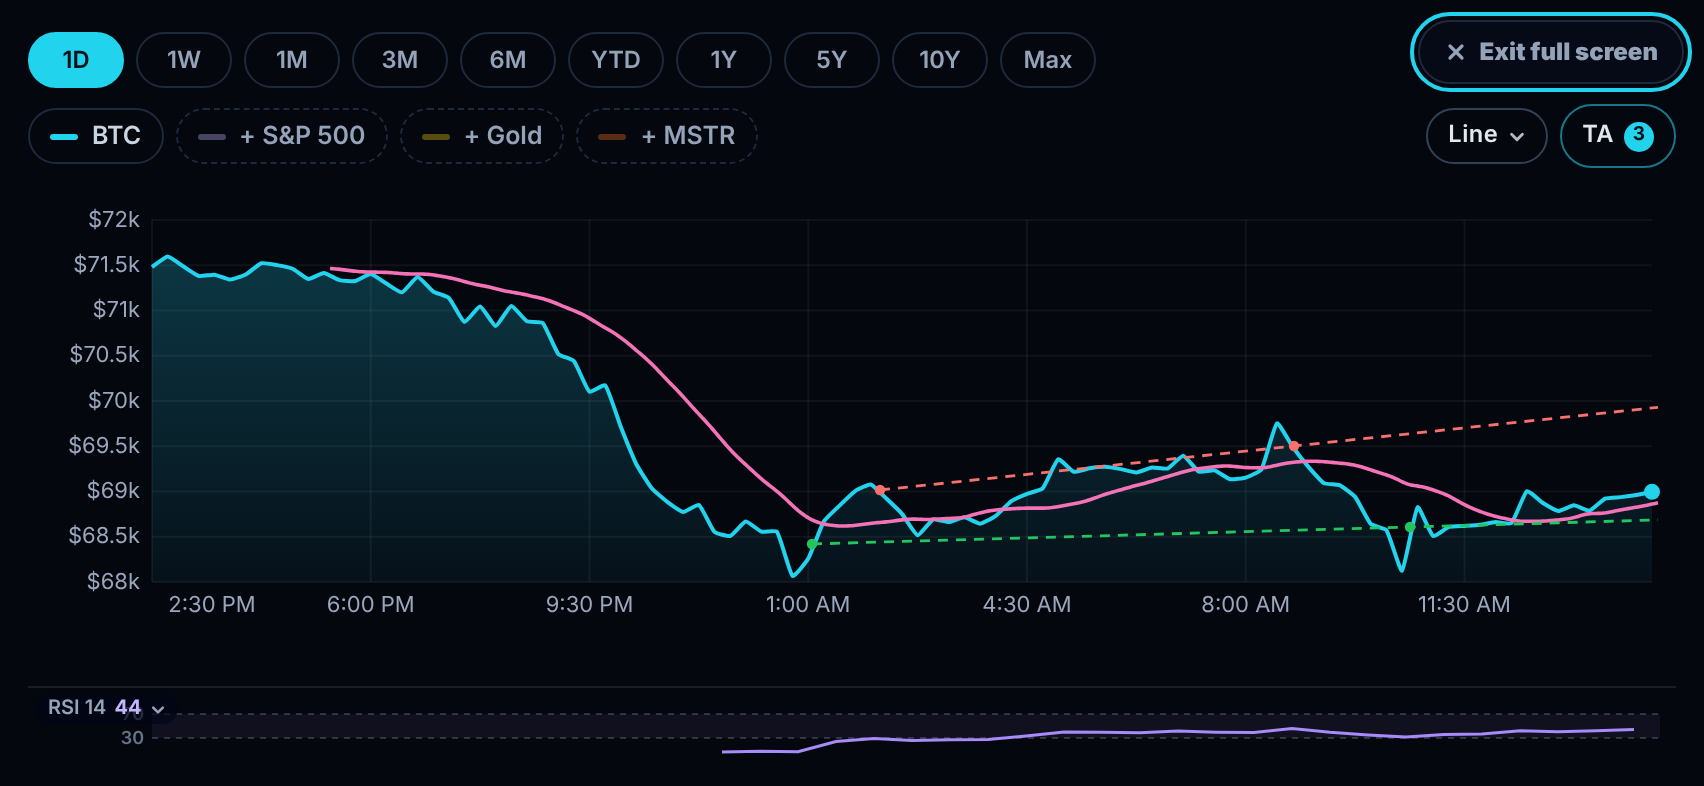 1D 1W 1M 3M 6M YTD 1Y 5Y 10Y Max × Exit full screen
BTC + S&P 500 + Gold + MSTR Line TA 3
$72k
$71.5k
$71k
$70.5k
$70k
$69.5k
$69k
$68.5k
$68k
2:30 PM 6:00 PM 9:30 PM 1:00 AM 4:30 AM 8:00 AM 11:30 AM
RSI 14 44
70
30